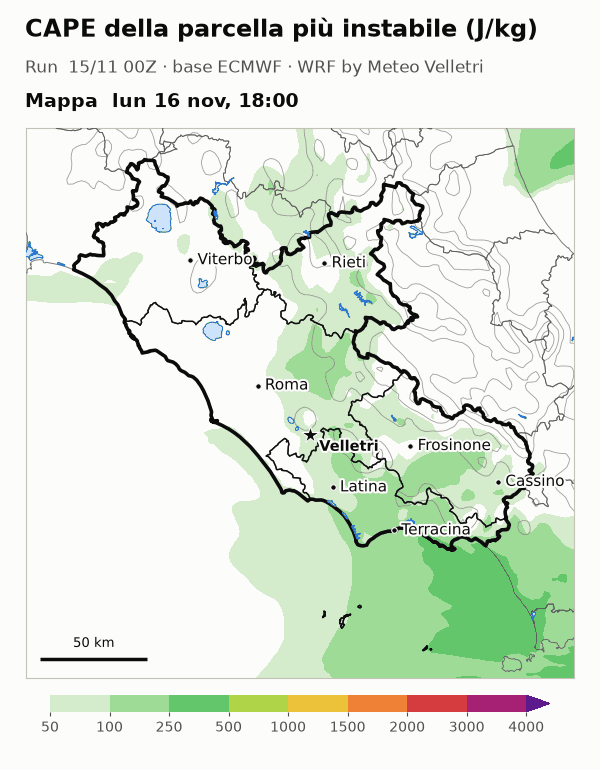 CAPE della parcella più instabile (J/kg)
Run  15/11 00Z · base ECMWF · WRF by Meteo Velletri
Mappa  lun 16 nov, 18:00
Viterbo
Rieti
Roma
Velletri
Frosinone
Latina
Cassino
Terracina
50 km
50 100 250 500 1000 1500 2000 3000 4000